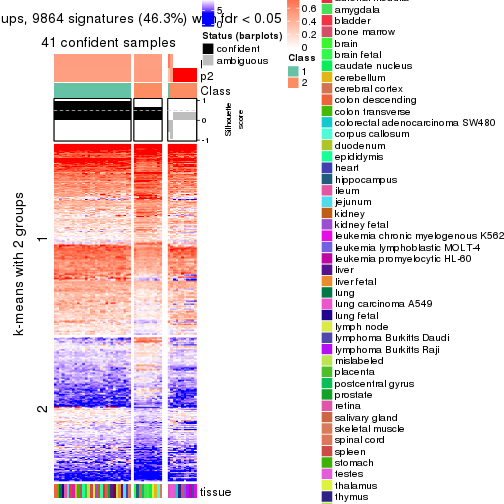 ups, 9864 signatures (46.3%) with fdr < 0.05
41 confident samples
p2
Class
1
-1
Silhouette
score
k-means with 2 groups
1
2
tissue
5
0
Status (barplots)
confident
ambiguous
0.6
0.4
0.2
0
Class
1
2
amygdala
bladder
bone marrow
brain
brain fetal
caudate nucleus
cerebellum
cerebral cortex
colon descending
colon transverse
colorectal adenocarcinoma SW480
corpus callosum
duodenum
epididymis
heart
hippocampus
ileum
jejunum
kidney
kidney fetal
leukemia chronic myelogenous K562
leukemia lymphoblastic MOLT-4
leukemia promyelocytic HL-60
liver
liver fetal
lung
lung carcinoma A549
lung fetal
lymph node
lymphoma Burkitts Daudi
lymphoma Burkitts Raji
mislabeled
placenta
postcentral gyrus
prostate
retina
salivary gland
skeletal muscle
spinal cord
spleen
stomach
testes
thalamus
thymus